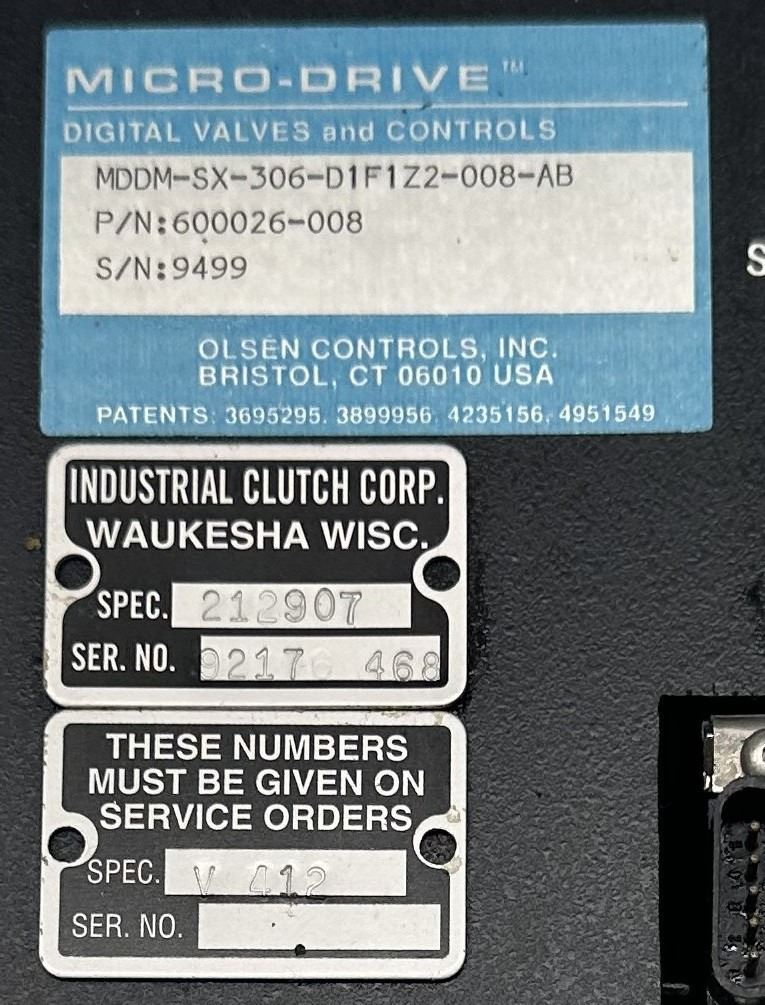 MICRO-DRIVE™
DIGITAL VALVES and CONTROLS
MDDM-SX-306-D1F1Z2-008-AB
P/N:600026-008
S/N:9499
OLSEN CONTROLS, INC.
BRISTOL, CT 06010 USA
PATENTS: 3695295, 3899956, 4235156, 4951549
S
INDUSTRIAL CLUTCH CORP.
WAUKESHA WISC.
SPEC. 212907
SER. NO. 468
THESE NUMBERS
MUST BE GIVEN ON
SERVICE ORDERS
SPEC. V 412
SER. NO.